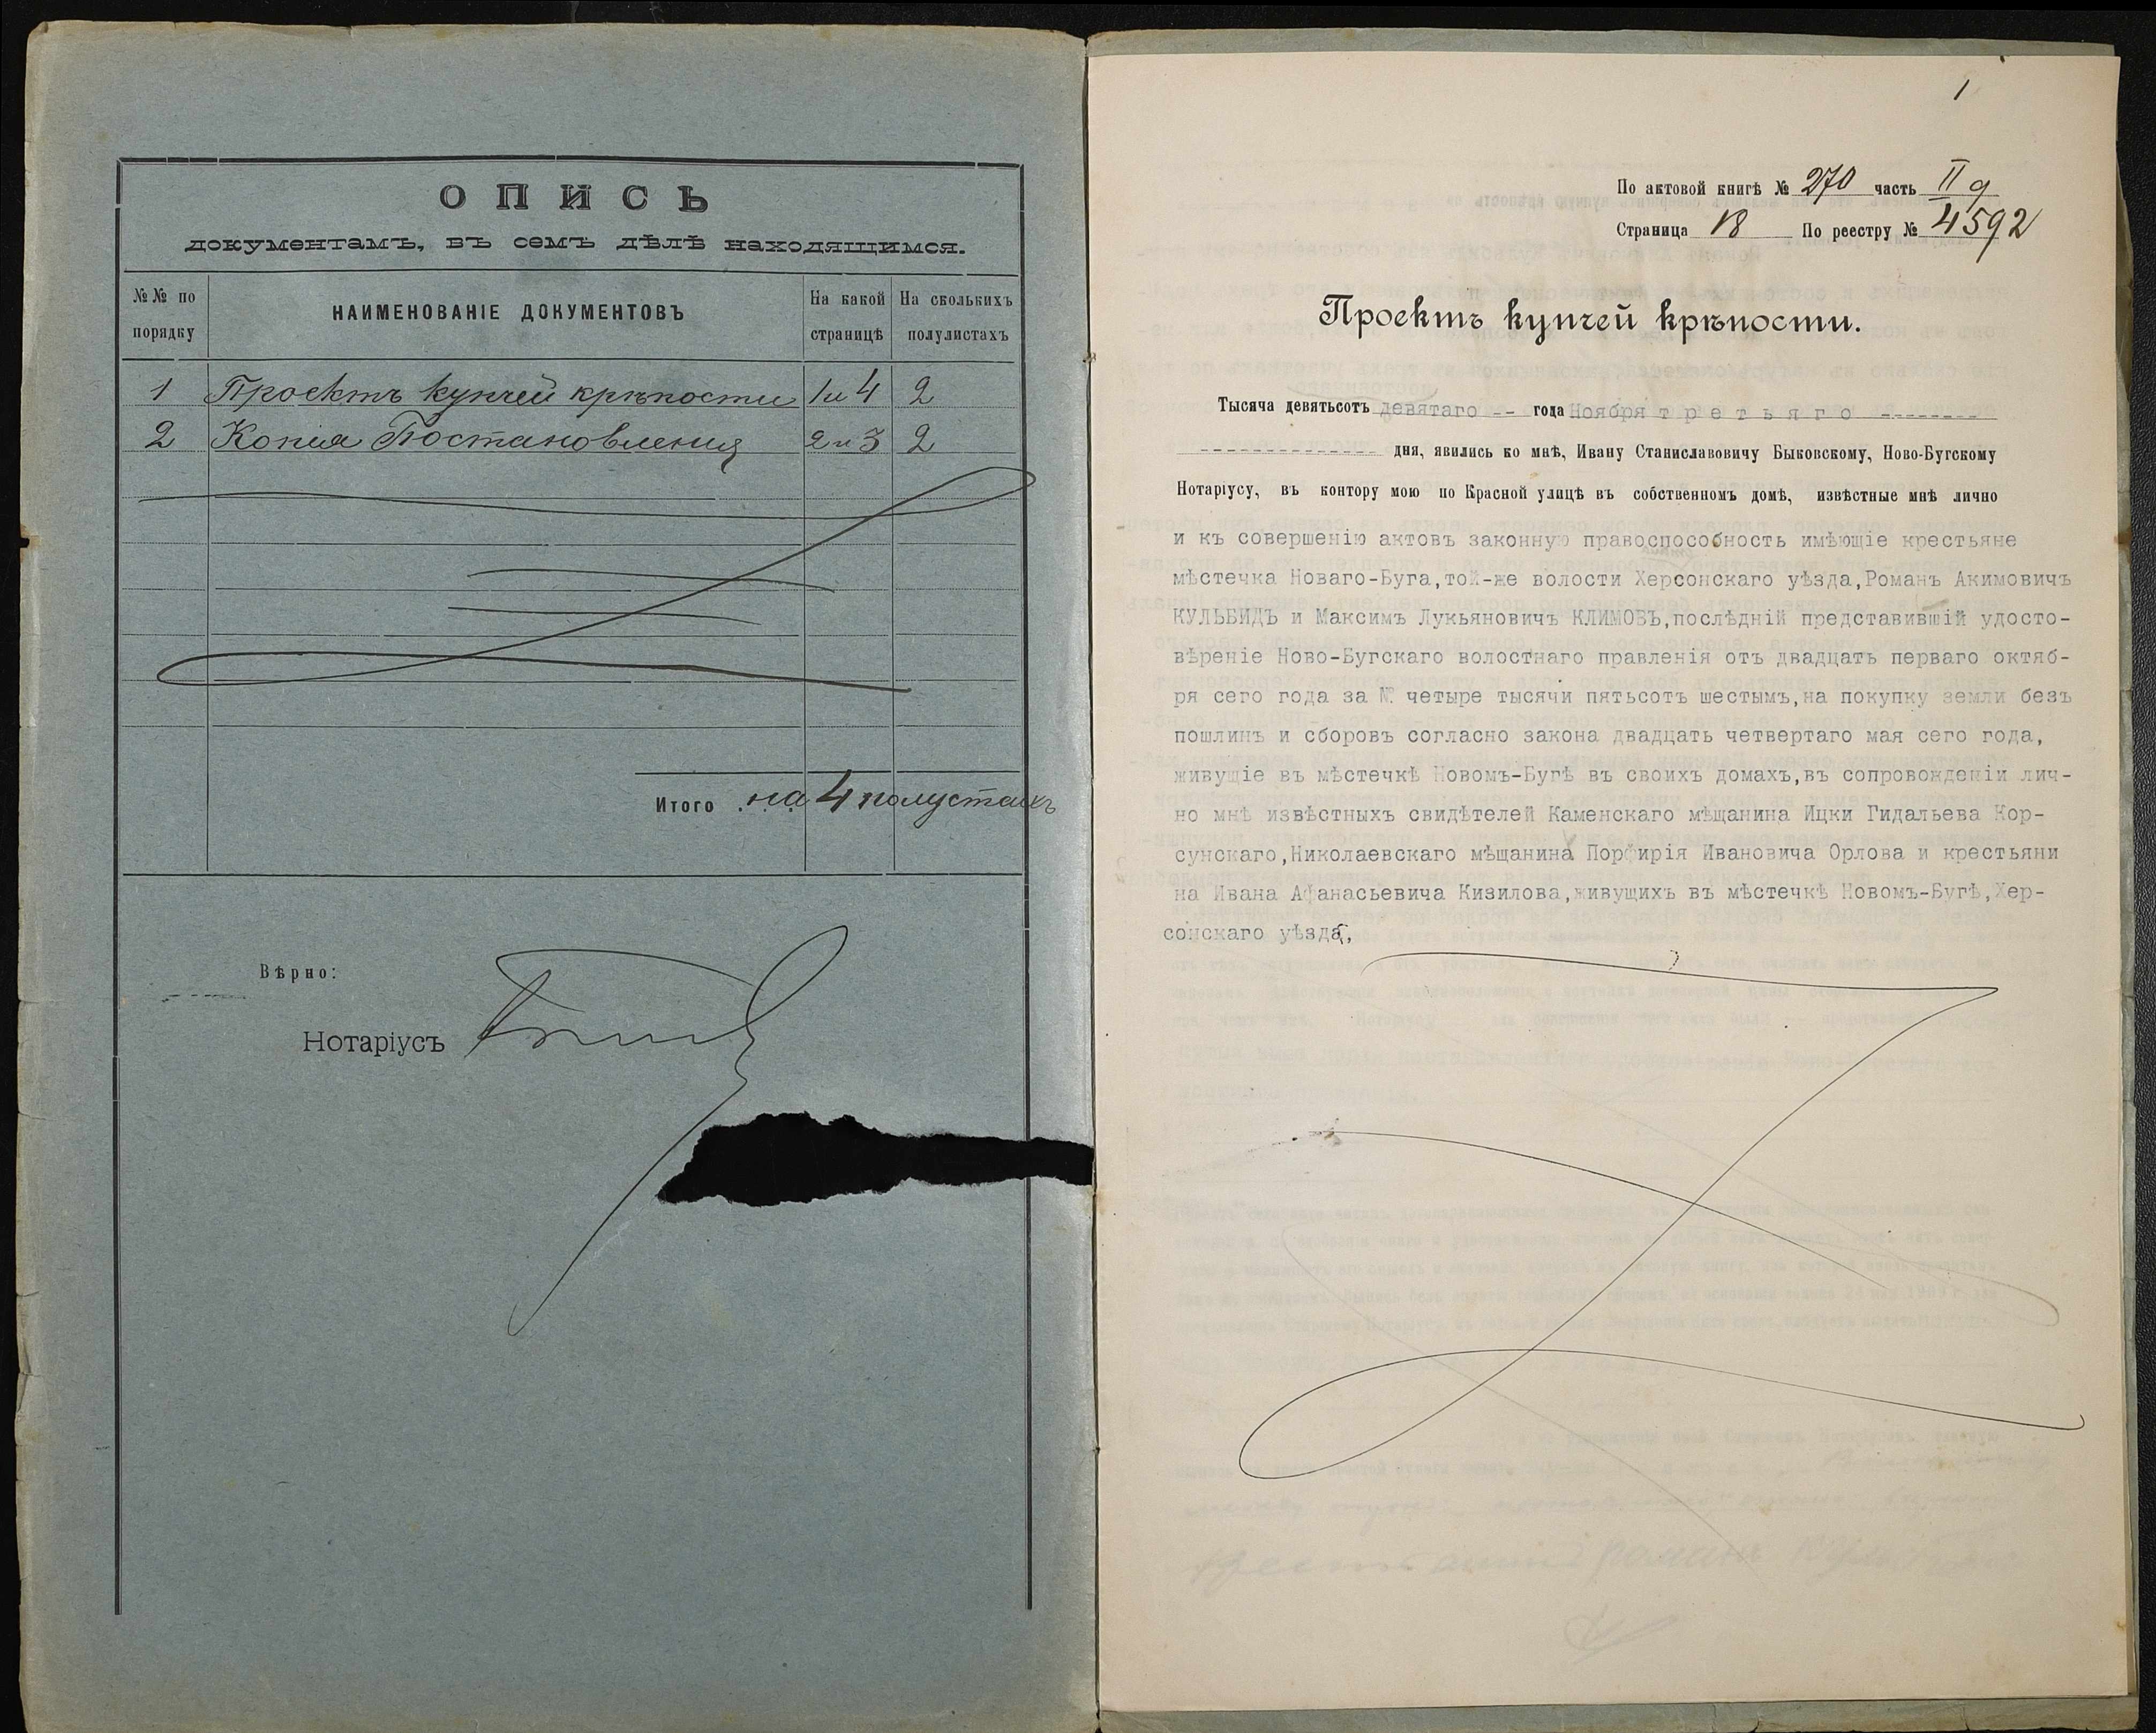 ОПИСЬ
документамъ, въ семъ дѣлѣ находящимся.
№№ по порядку
НАИМЕНОВАНІЕ ДОКУМЕНТОВЪ
На какой страницѣ
На сколькихъ полулистахъ
1 Проектъ купчей крѣпости 1 и 4 2
2 Копія Постановленія 2 и 3 2
Итого на 4 полустахъ
Вѣрно:
Нотаріусъ
1
По актовой книгѣ № 270 часть II д
Страница 18 По реестру № 4592
Проектъ купчей крѣпости.
Тысяча девятьсотъ девятаго -- года Ноября третьяго --------
-------------- дня, явились ко мнѣ, Ивану Станиславовичу Быковскому, Ново-Бугскому
Нотаріусу, въ контору мою по Красной улицѣ въ собственномъ домѣ, извѣстные мнѣ лично
и къ совершенію актовъ законную правоспособность имѣющіе крестьяне
мѣстечка Новаго-Буга,той-же волости Херсонскаго уѣзда,Романъ Акимовичъ
КУЛЬБИДЪ и Максимъ Лукьяновичъ КЛИМОВЪ,послѣдній представившій удосто-
вѣреніе Ново-Бугскаго волостнаго правленія отъ двадцать перваго октяб-
ря сего года за № четыре тысячи пятьсотъ шестымъ,на покупку земли безъ
пошлинъ и сборовъ согласно закона двадцать четвертаго мая сего года,
живущіе въ мѣстечкѣ Новомъ-Бугѣ въ своихъ домахъ,въ сопровожденіи лич-
но мнѣ извѣстныхъ свидѣтелей Каменскаго мѣщанина Ицки Гидальева Кор-
сунскаго,Николаевскаго мѣщанина Порфирія Ивановича Орлова и крестьяни
на Ивана Афанасьевича Кизилова,живущихъ въ мѣстечкѣ Новомъ-Бугѣ,Хер-
сонскаго уѣзда,